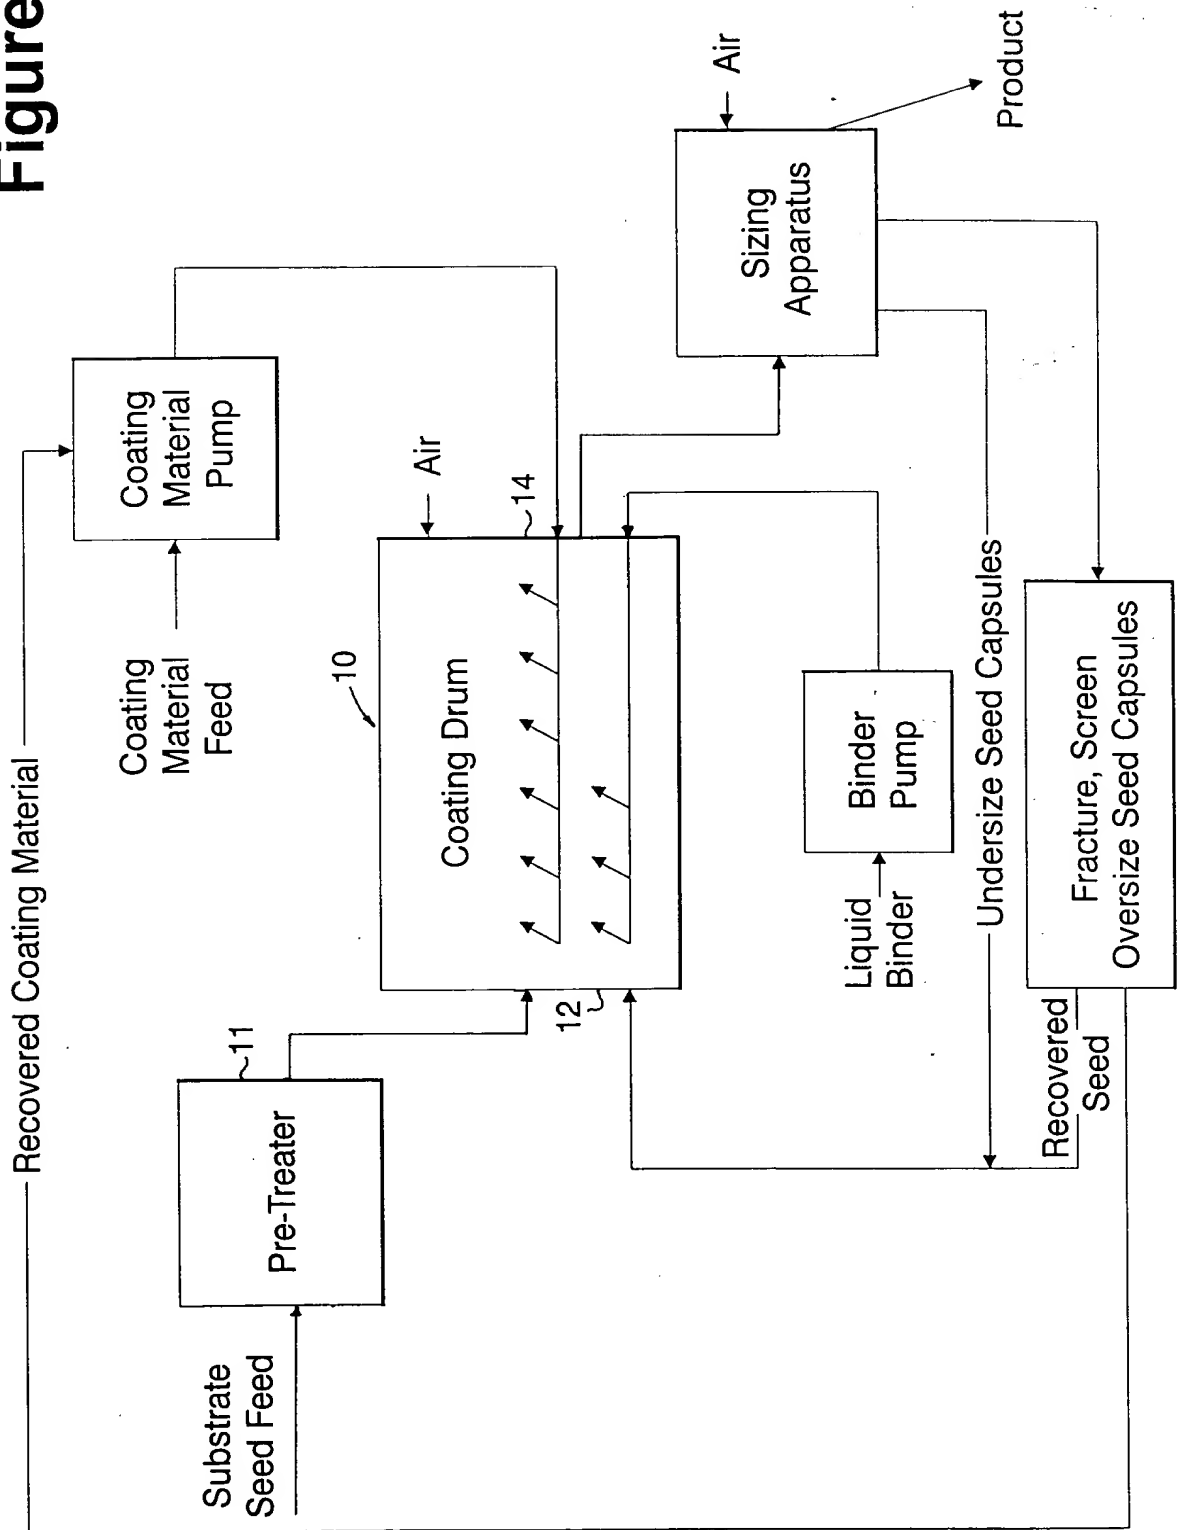 Figure
Recovered Coating Material
Coating
Material
Feed
Coating
Material
Pump
Substrate
Seed Feed
Pre-Treater
11
10
Coating Drum
12
14
Air
Liquid
Binder
Binder
Pump
Sizing
Apparatus
Air
Product
Undersize Seed Capsules
Recovered
Seed
Fracture, Screen
Oversize Seed Capsules